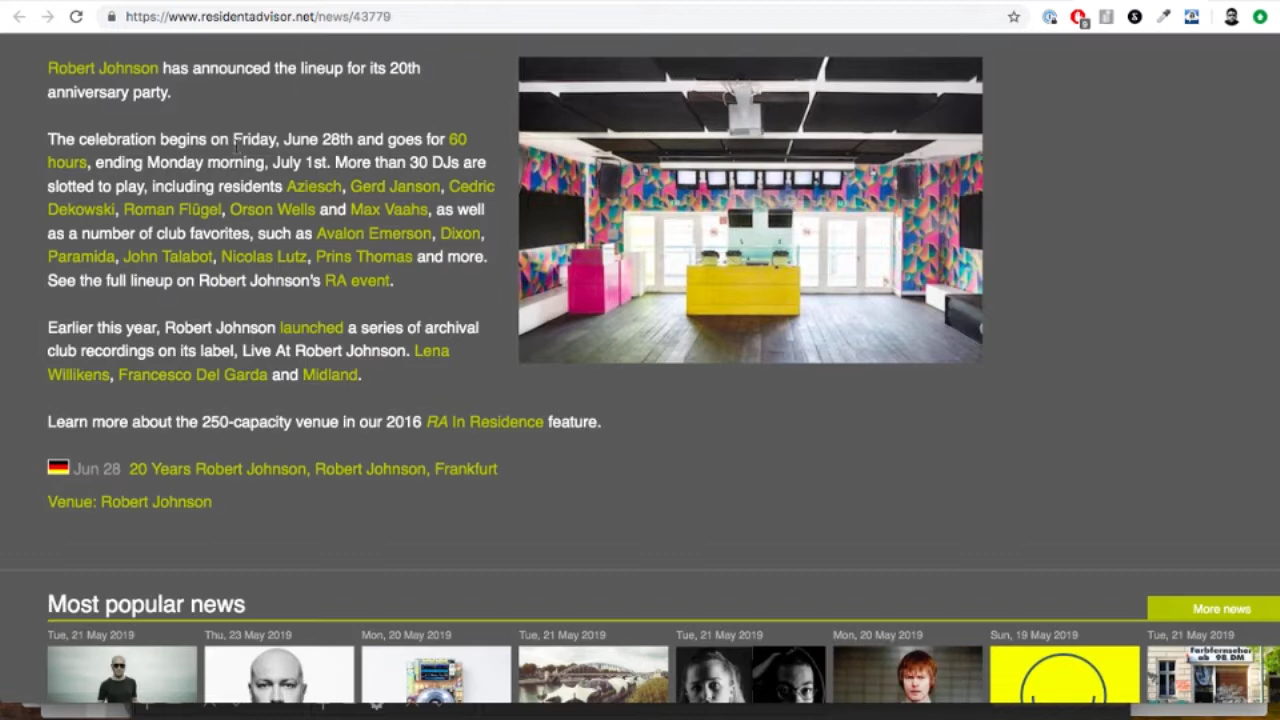 https://www.residentadvisor.net/news/43779
Robert Johnson has announced the lineup for its 20th
anniversary party.
The celebration begins on Friday, June 28th and goes for 60
hours, ending Monday morning, July 1st. More than 30 DJs are
slotted to play, including residents Aziesch, Gerd Janson, Cedric
Dekowski, Roman Flügel, Orson Wells and Max Vaahs, as well
as a number of club favorites, such as Avalon Emerson, Dixon,
Paramida, John Talabot, Nicolas Lutz, Prins Thomas and more.
See the full lineup on Robert Johnson's RA event.
Earlier this year, Robert Johnson launched a series of archival
club recordings on its label, Live At Robert Johnson. Lena
Willikens, Francesco Del Garda and Midland.
Learn more about the 250-capacity venue in our 2016 RA In Residence feature.
Jun 28 20 Years Robert Johnson, Robert Johnson, Frankfurt
Venue: Robert Johnson
Most popular news
More news
Tue, 21 May 2019 Thu, 23 May 2019 Mon, 20 May 2019 Tue, 21 May 2019 Tue, 21 May 2019 Mon, 20 May 2019 Sun, 19 May 2019 Tue, 21 May 2019
Farbfernseher
ab 98 DM